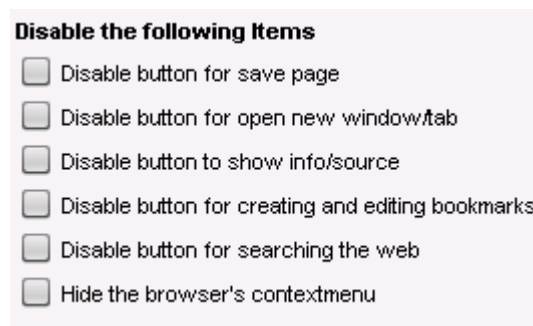 Disable the following Items
Disable button for save page
Disable button for open new window/tab
Disable button to show info/source
Disable button for creating and editing bookmarks
Disable button for searching the web
Hide the browser's contextmenu